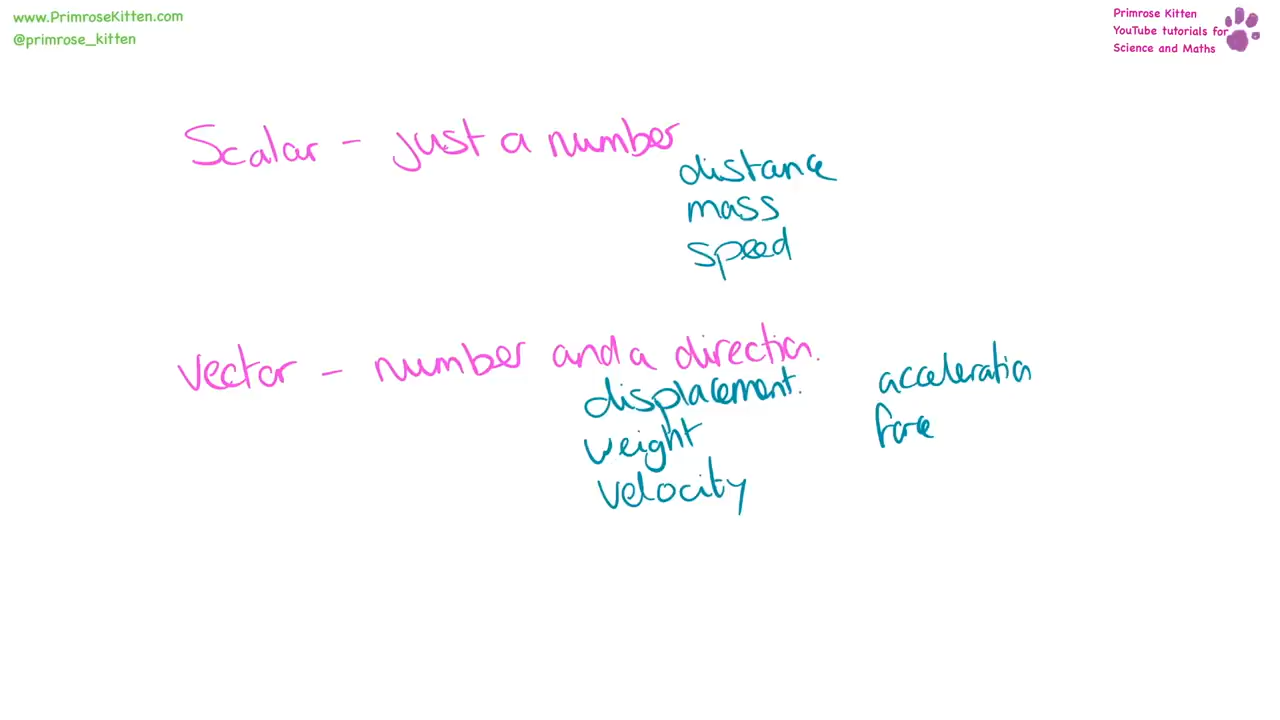 www.PrimroseKitten.com
@primrose_kitten
Primrose Kitten
YouTube tutorials for
Science and Maths
Scalar - just a number
distance
mass
speed
Vector - number and a direction.
displacement.
weight
velocity
acceleration
force